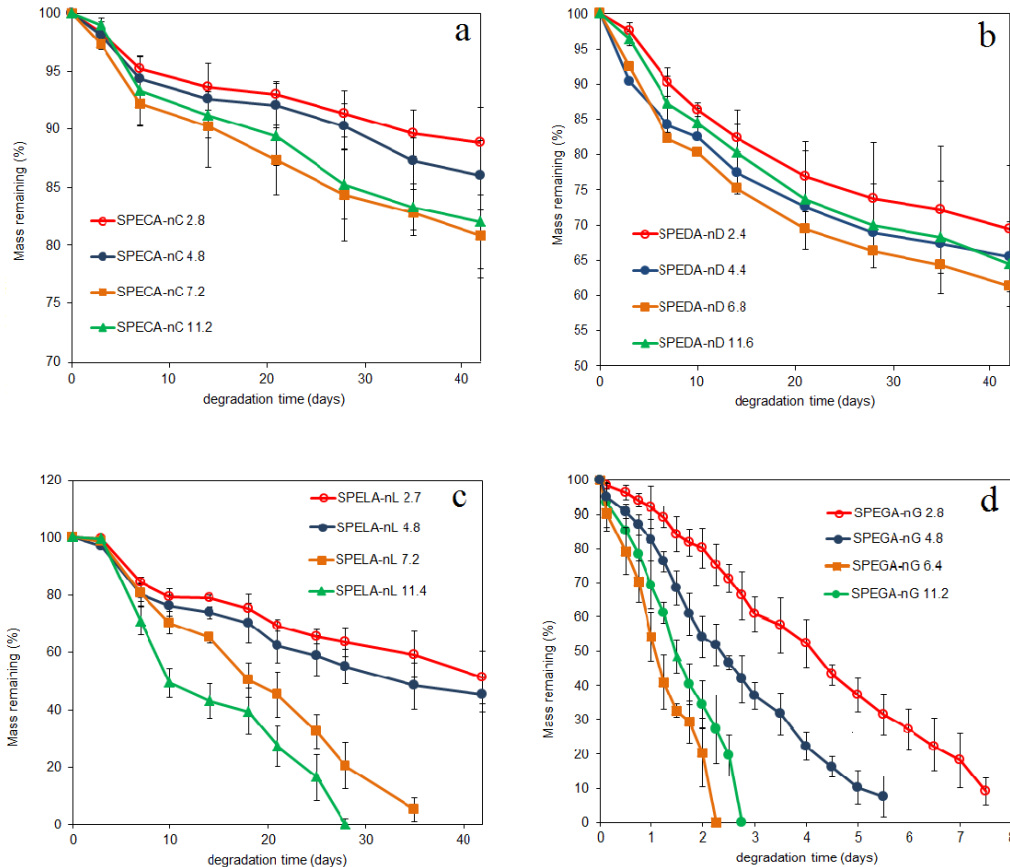 a
100
95
90
85
80
75
70
Mass remaining (%)
SPECA-nC 2.8
SPECA-nC 4.8
SPECA-nC 7.2
SPECA-nC 11.2
0 10 20 30 40
degradation time (days)
b
100
95
90
85
80
75
70
65
60
55
50
Mass remaining (%)
SPEDA-nD 2.4
SPEDA-nD 4.4
SPEDA-nD 6.8
SPEDA-nD 11.6
0 10 20 30 40
degradation time (days)
c
120
100
80
60
40
20
0
Mass remaining (%)
SPELA-nL 2.7
SPELA-nL 4.8
SPELA-nL 7.2
SPELA-nL 11.4
0 10 20 30 40
degradation time (days)
d
100
90
80
70
60
50
40
30
20
10
0
Mass remaining (%)
SPEGA-nG 2.8
SPEGA-nG 4.8
SPEGA-nG 6.4
SPEGA-nG 11.2
0 1 2 3 4 5 6 7 8
degradation time (days)